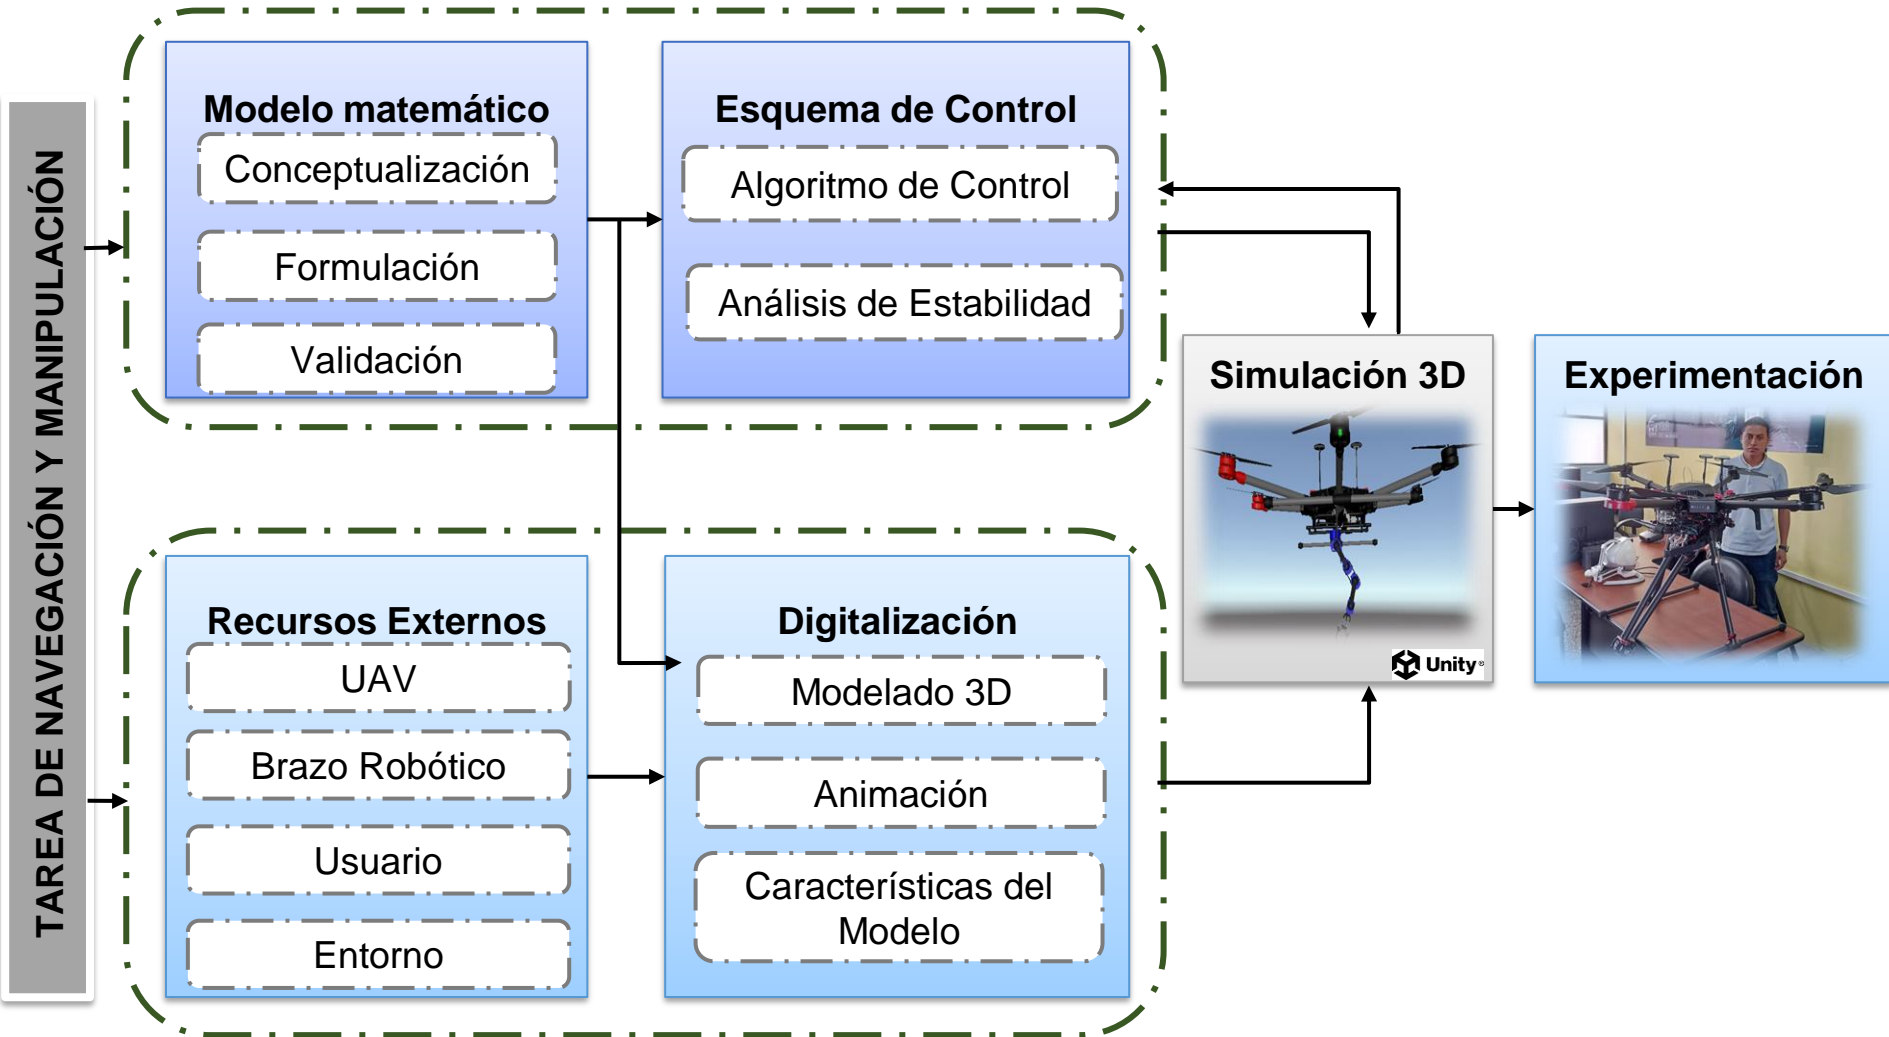 TAREA DE NAVEGACIÓN Y MANIPULACIÓN
Modelo matemático
Conceptualización
Formulación
Validación
Esquema de Control
Algoritmo de Control
Análisis de Estabilidad
Recursos Externos
UAV
Brazo Robótico
Usuario
Entorno
Digitalización
Modelado 3D
Animación
Características del
Modelo
Simulación 3D
Unity
Experimentación